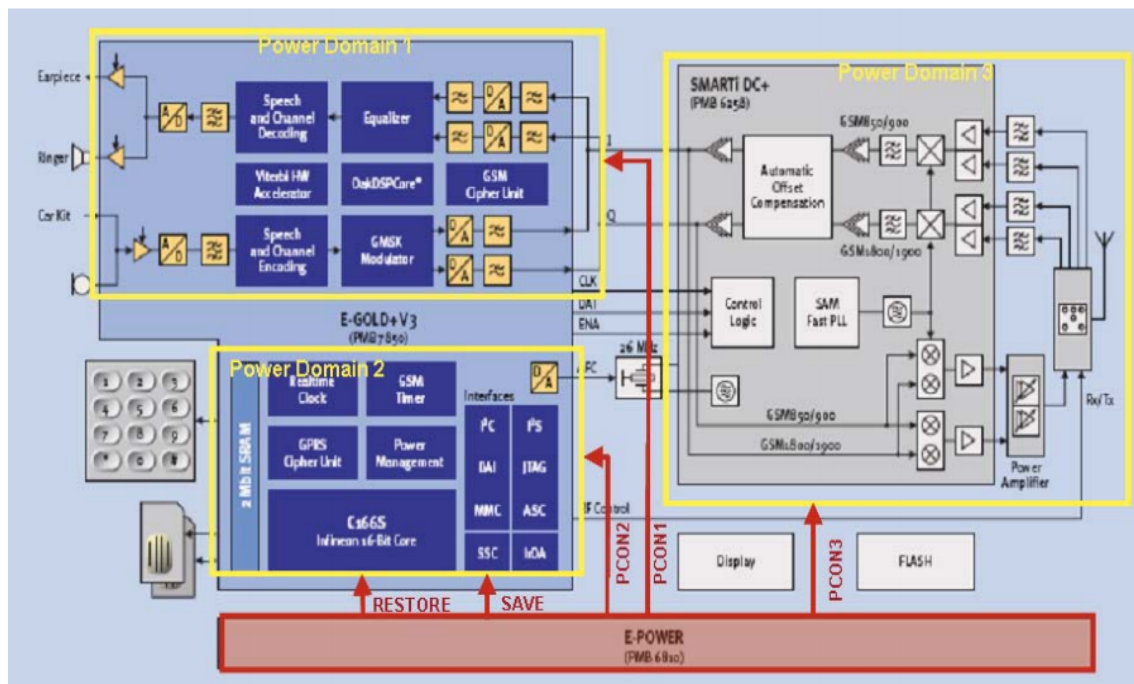 Power Domain 1
Earpiece
Ringer
Car Kit
A/D
Speech
and Channel
Decoding
Equalizer
D/A
D/A
Viterbi HW
Accelerator
OakDSPCore®
GSM
Cipher Unit
A/D
Speech
and Channel
Encoding
GMSK
Modulator
D/A
D/A
I
Q
CLK
DAT
ENA
E-GOLD+ V3
(PMB7850)
Power Domain 3
SMARTi DC+
(PMB 6258)
GSM850/900
Automatic
Offset
Compensation
GSM1800/1900
Control
Logic
SAM
Fast PLL
26 MHz
GSM850/900
GSM1800/1900
Rx/Tx
Power
Amplifier
Power Domain 2
2 Mbit SRAM
Realtime
Clock
GSM
Timer
D/A
AFC
Interfaces
GPRS
Cipher Unit
Power
Management
I²C
I²S
DAI
JTAG
MMC
ASC
SSC
IrDA
C166S
Infineon 16-Bit Core
RF Control
1 2 3
4 5 6
7 8 9
* 0 #
Display
FLASH
RESTORE
SAVE
PCON2
PCON1
PCON3
E-POWER
(PMB 6810)